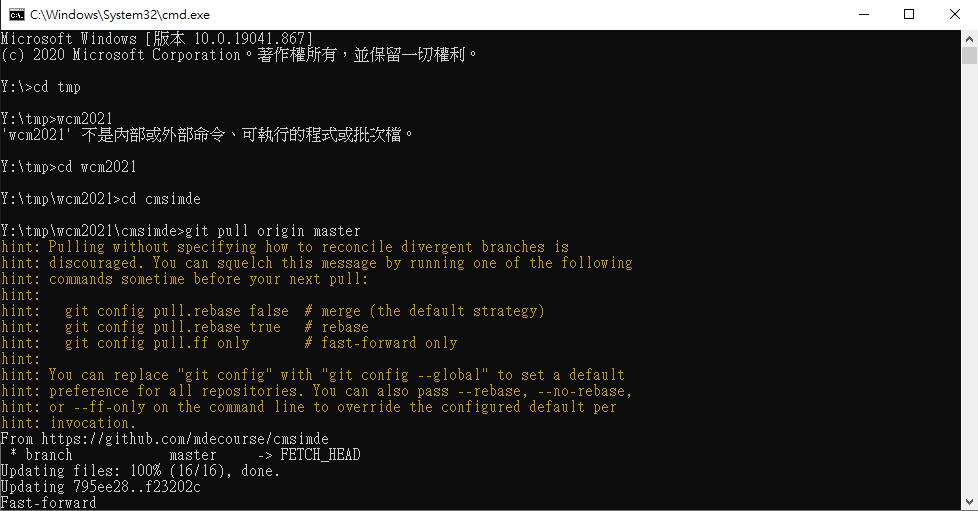 C:\Windows\System32\cmd.exe
Microsoft Windows [版本 10.0.19041.867]
(c) 2020 Microsoft Corporation。著作權所有，並保留一切權利。
Y:\>cd tmp
Y:\tmp>wcm2021
'wcm2021' 不是內部或外部命令、可執行的程式或批次檔。
Y:\tmp>cd wcm2021
Y:\tmp\wcm2021>cd cmsimde
Y:\tmp\wcm2021\cmsimde>git pull origin master
hint: Pulling without specifying how to reconcile divergent branches is
hint: discouraged. You can squelch this message by running one of the following
hint: commands sometime before your next pull:
hint:
hint:   git config pull.rebase false  # merge (the default strategy)
hint:   git config pull.rebase true   # rebase
hint:   git config pull.ff only       # fast-forward only
hint:
hint: You can replace "git config" with "git config --global" to set a default
hint: preference for all repositories. You can also pass --rebase, --no-rebase,
hint: or --ff-only on the command line to override the configured default per
hint: invocation.
From https://github.com/mdecourse/cmsimde
 * branch            master     -> FETCH_HEAD
Updating files: 100% (16/16), done.
Updating 795ee28..f23202c
Fast-forward